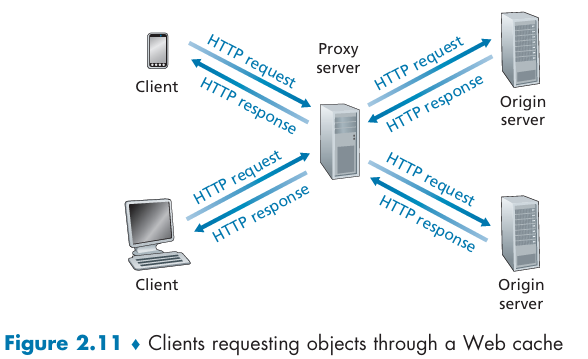 Client
HTTP request
HTTP response
Proxy
server
HTTP request
HTTP response
Origin
server
Client
HTTP request
HTTP response
HTTP request
HTTP response
Origin
server
Figure 2.11 ♦ Clients requesting objects through a Web cache